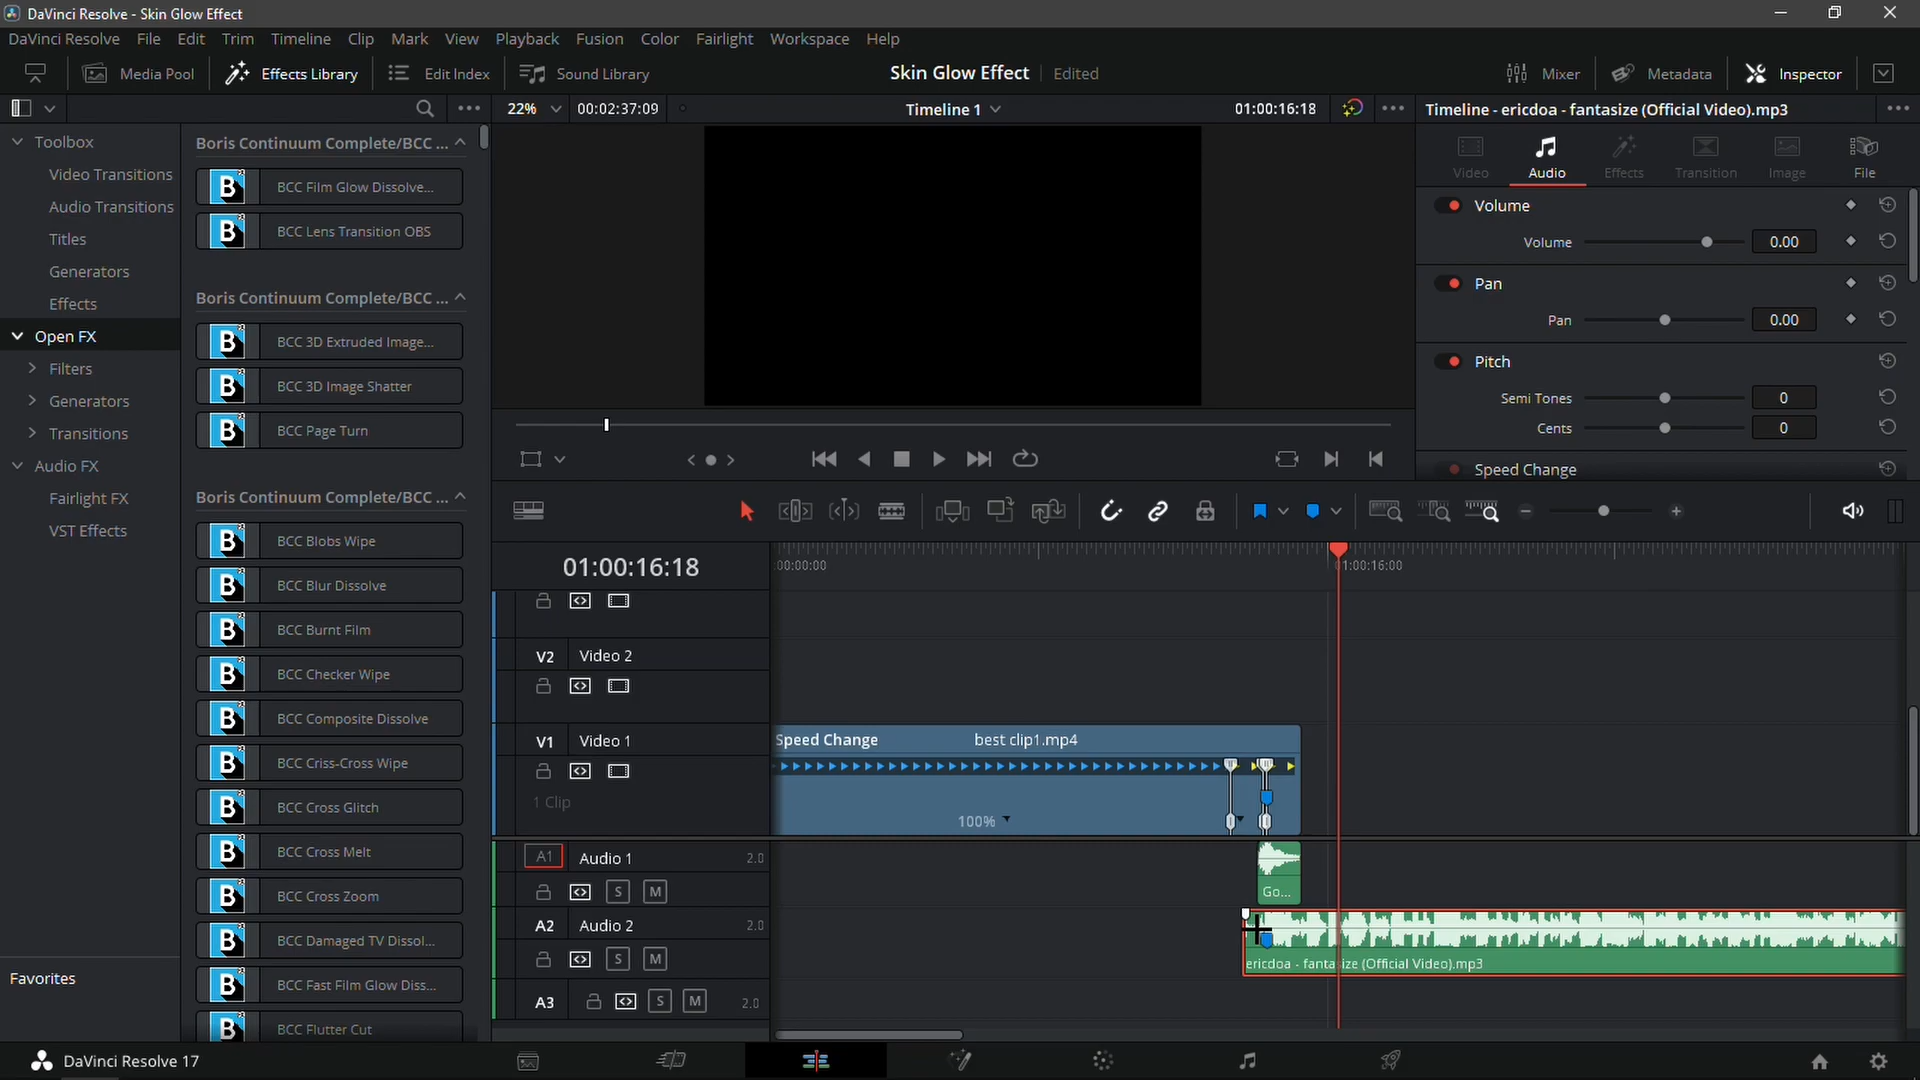 DaVinci Resolve - Skin Glow Effect
DaVinci Resolve File Edit Trim Timeline Clip Mark View Playback Fusion Color Fairlight Workspace Help
Media Pool Effects Library Edit Index Sound Library Skin Glow Effect Edited Mixer Metadata Inspector
22% 00:02:37:09 Timeline 1 01:00:16:18 Timeline - ericdoa - fantasize (Official Video).mp3
Toolbox
Video Transitions
Audio Transitions
Titles
Generators
Effects
Open FX
Filters
Generators
Transitions
Audio FX
Fairlight FX
VST Effects
Favorites
Boris Continuum Complete/BCC ...
BCC Film Glow Dissolve...
BCC Lens Transition OBS
Boris Continuum Complete/BCC ...
BCC 3D Extruded Image...
BCC 3D Image Shatter
BCC Page Turn
Boris Continuum Complete/BCC ...
BCC Blobs Wipe
BCC Blur Dissolve
BCC Burnt Film
BCC Checker Wipe
BCC Composite Dissolve
BCC Criss-Cross Wipe
BCC Cross Glitch
BCC Cross Melt
BCC Cross Zoom
BCC Damaged TV Dissol...
BCC Fast Film Glow Diss...
BCC Flutter Cut
Video Audio Effects Transition Image File
Volume
Volume 0.00
Pan
Pan 0.00
Pitch
Semi Tones 0
Cents 0
Speed Change
01:00:16:18
:00:00:00 01:00:16:00
V2 Video 2
V1 Video 1
1 Clip
Speed Change best clip1.mp4
100%
A1 Audio 1 2.0
S M
Go...
A2 Audio 2 2.0
S M
ericdoa - fantasize (Official Video).mp3
A3 S M 2.0
DaVinci Resolve 17